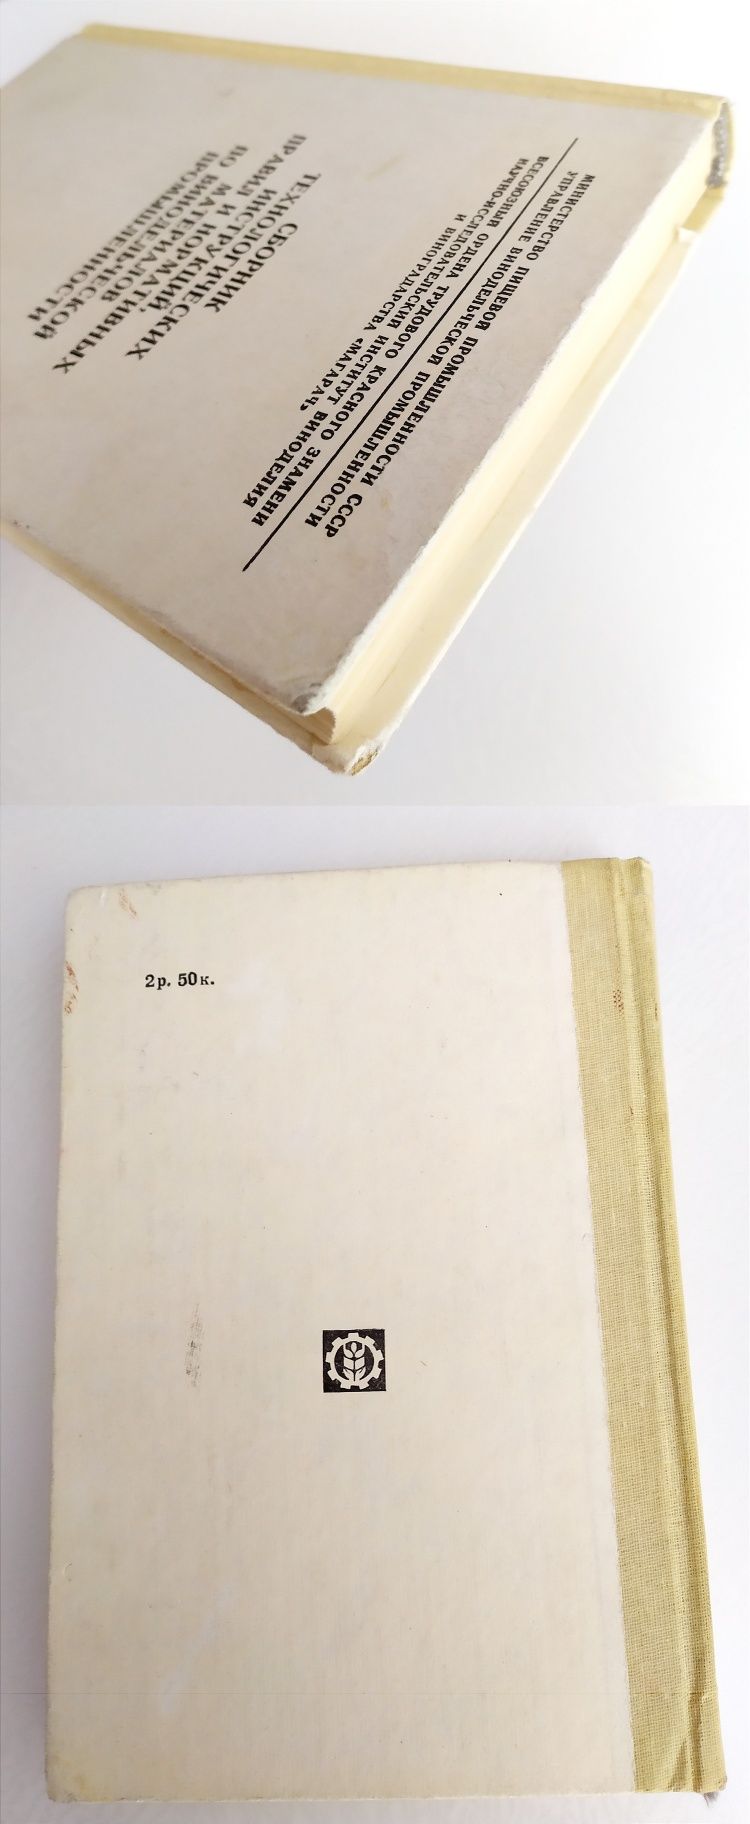 МИНИСТЕРСТВО ПИЩЕВОЙ ПРОМЫШЛЕННОСТИ СССР
УПРАВЛЕНИЕ ВИНОДЕЛЬЧЕСКОЙ ПРОМЫШЛЕННОСТИ
ВСЕСОЮЗНЫЙ ОРДЕНА ТРУДОВОГО КРАСНОГО ЗНАМЕНИ
НАУЧНО-ИССЛЕДОВАТЕЛЬСКИЙ ИНСТИТУТ ВИНОДЕЛИЯ
И ВИНОГРАДАРСТВА «МАГАРАЧ»
СБОРНИК
ТЕХНОЛОГИЧЕСКИХ
ИНСТРУКЦИЙ,
ПРАВИЛ И НОРМАТИВНЫХ
МАТЕРИАЛОВ
ПО ВИНОДЕЛЬЧЕСКОЙ
ПРОМЫШЛЕННОСТИ
2р. 50к.